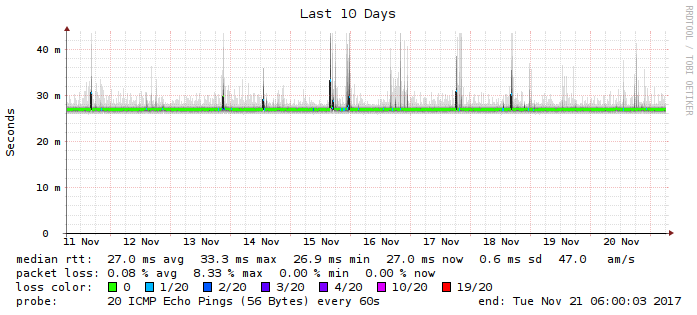 Last 10 Days
RRDTOOL / TOBI OETIKER
Seconds
40 m
30 m
20 m
10 m
0
11 Nov 12 Nov 13 Nov 14 Nov 15 Nov 16 Nov 17 Nov 18 Nov 19 Nov 20 Nov
median rtt: 27.0 ms avg 33.3 ms max 26.9 ms min 27.0 ms now 0.6 ms sd 47.0 am/s
packet loss: 0.08 % avg 8.33 % max 0.00 % min 0.00 % now
loss color: 0 1/20 2/20 3/20 4/20 10/20 19/20
probe: 20 ICMP Echo Pings (56 Bytes) every 60s end: Tue Nov 21 06:00:03 2017